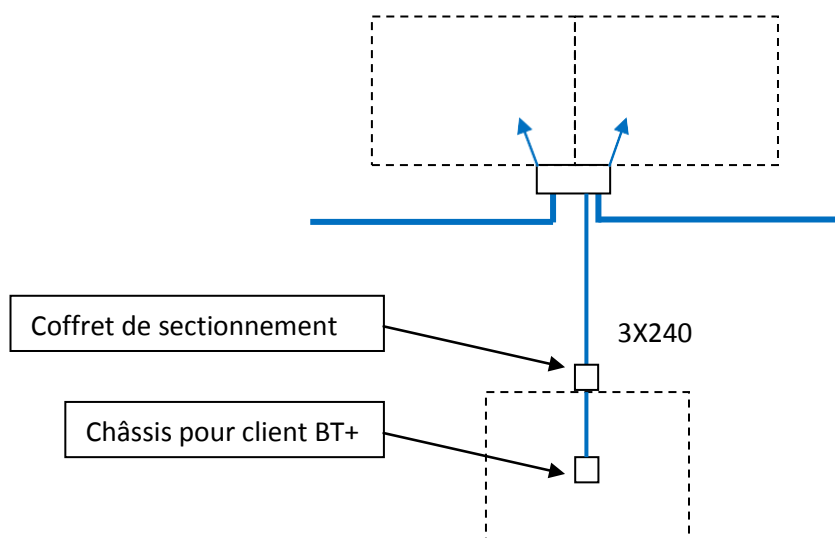 Coffret de sectionnement
3X240
Châssis pour client BT+